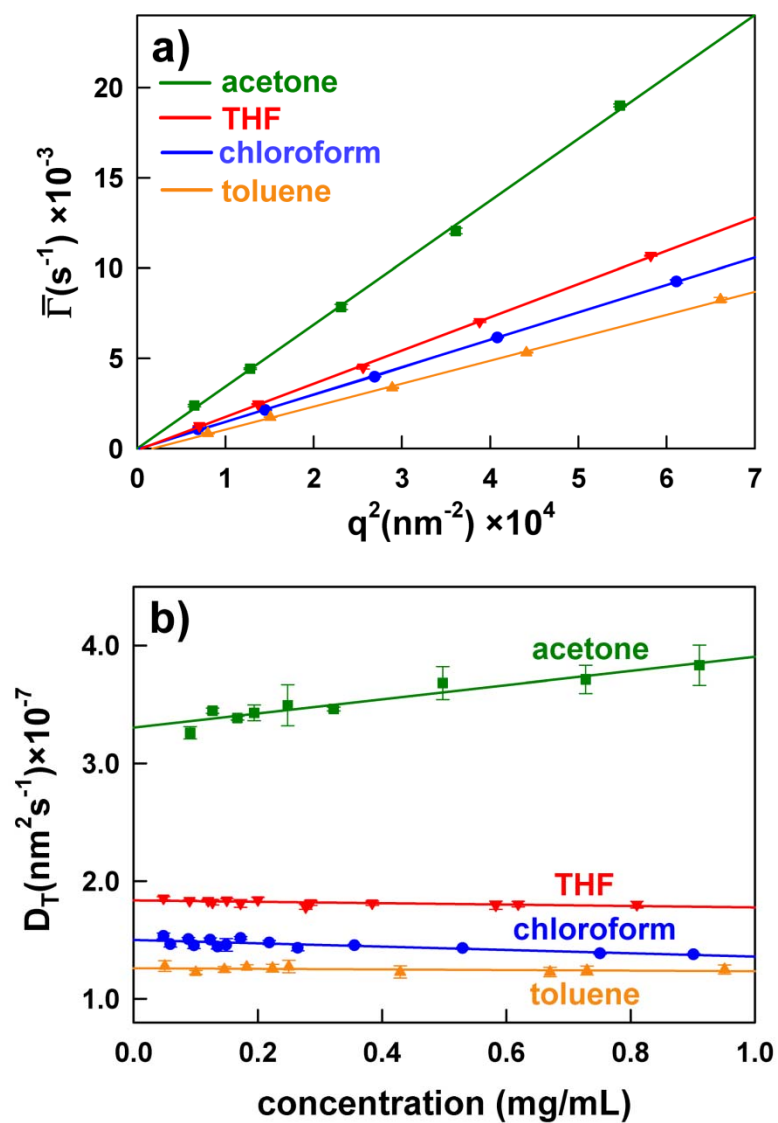 a)
acetone
THF
chloroform
toluene
20
15
10
5
0
Γ̅(s⁻¹) ×10⁻³
0 1 2 3 4 5 6 7
q²(nm⁻²) ×10⁴
b)
acetone
THF
chloroform
toluene
4.0
3.0
2.0
1.0
D_T(nm²s⁻¹)×10⁻⁷
0.0 0.2 0.4 0.6 0.8 1.0
concentration (mg/mL)